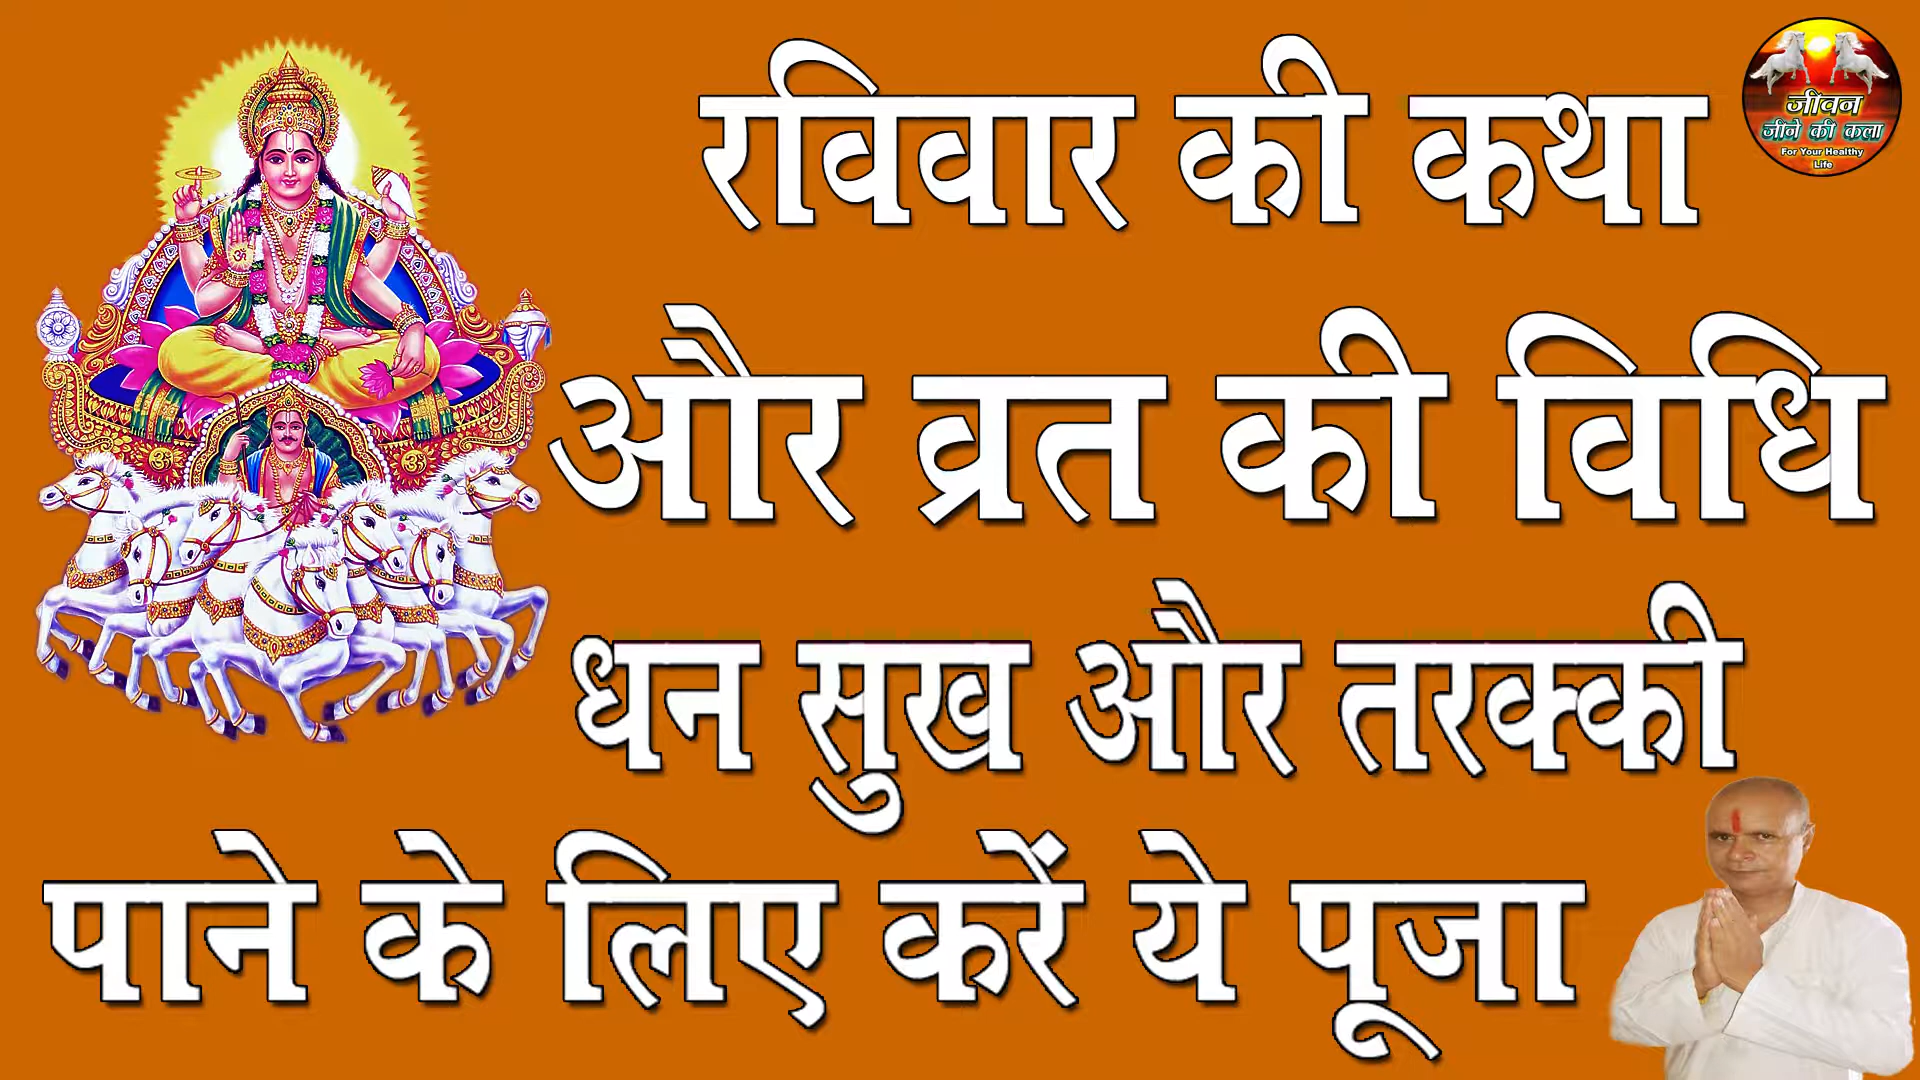 रविवार की कथा
और व्रत की विधि
धन सुख और तरक्की
पाने के लिए करें ये पूजा
जीवन
जीने की कला
For Your Healthy
Life
ॐ
ॐ
ॐ